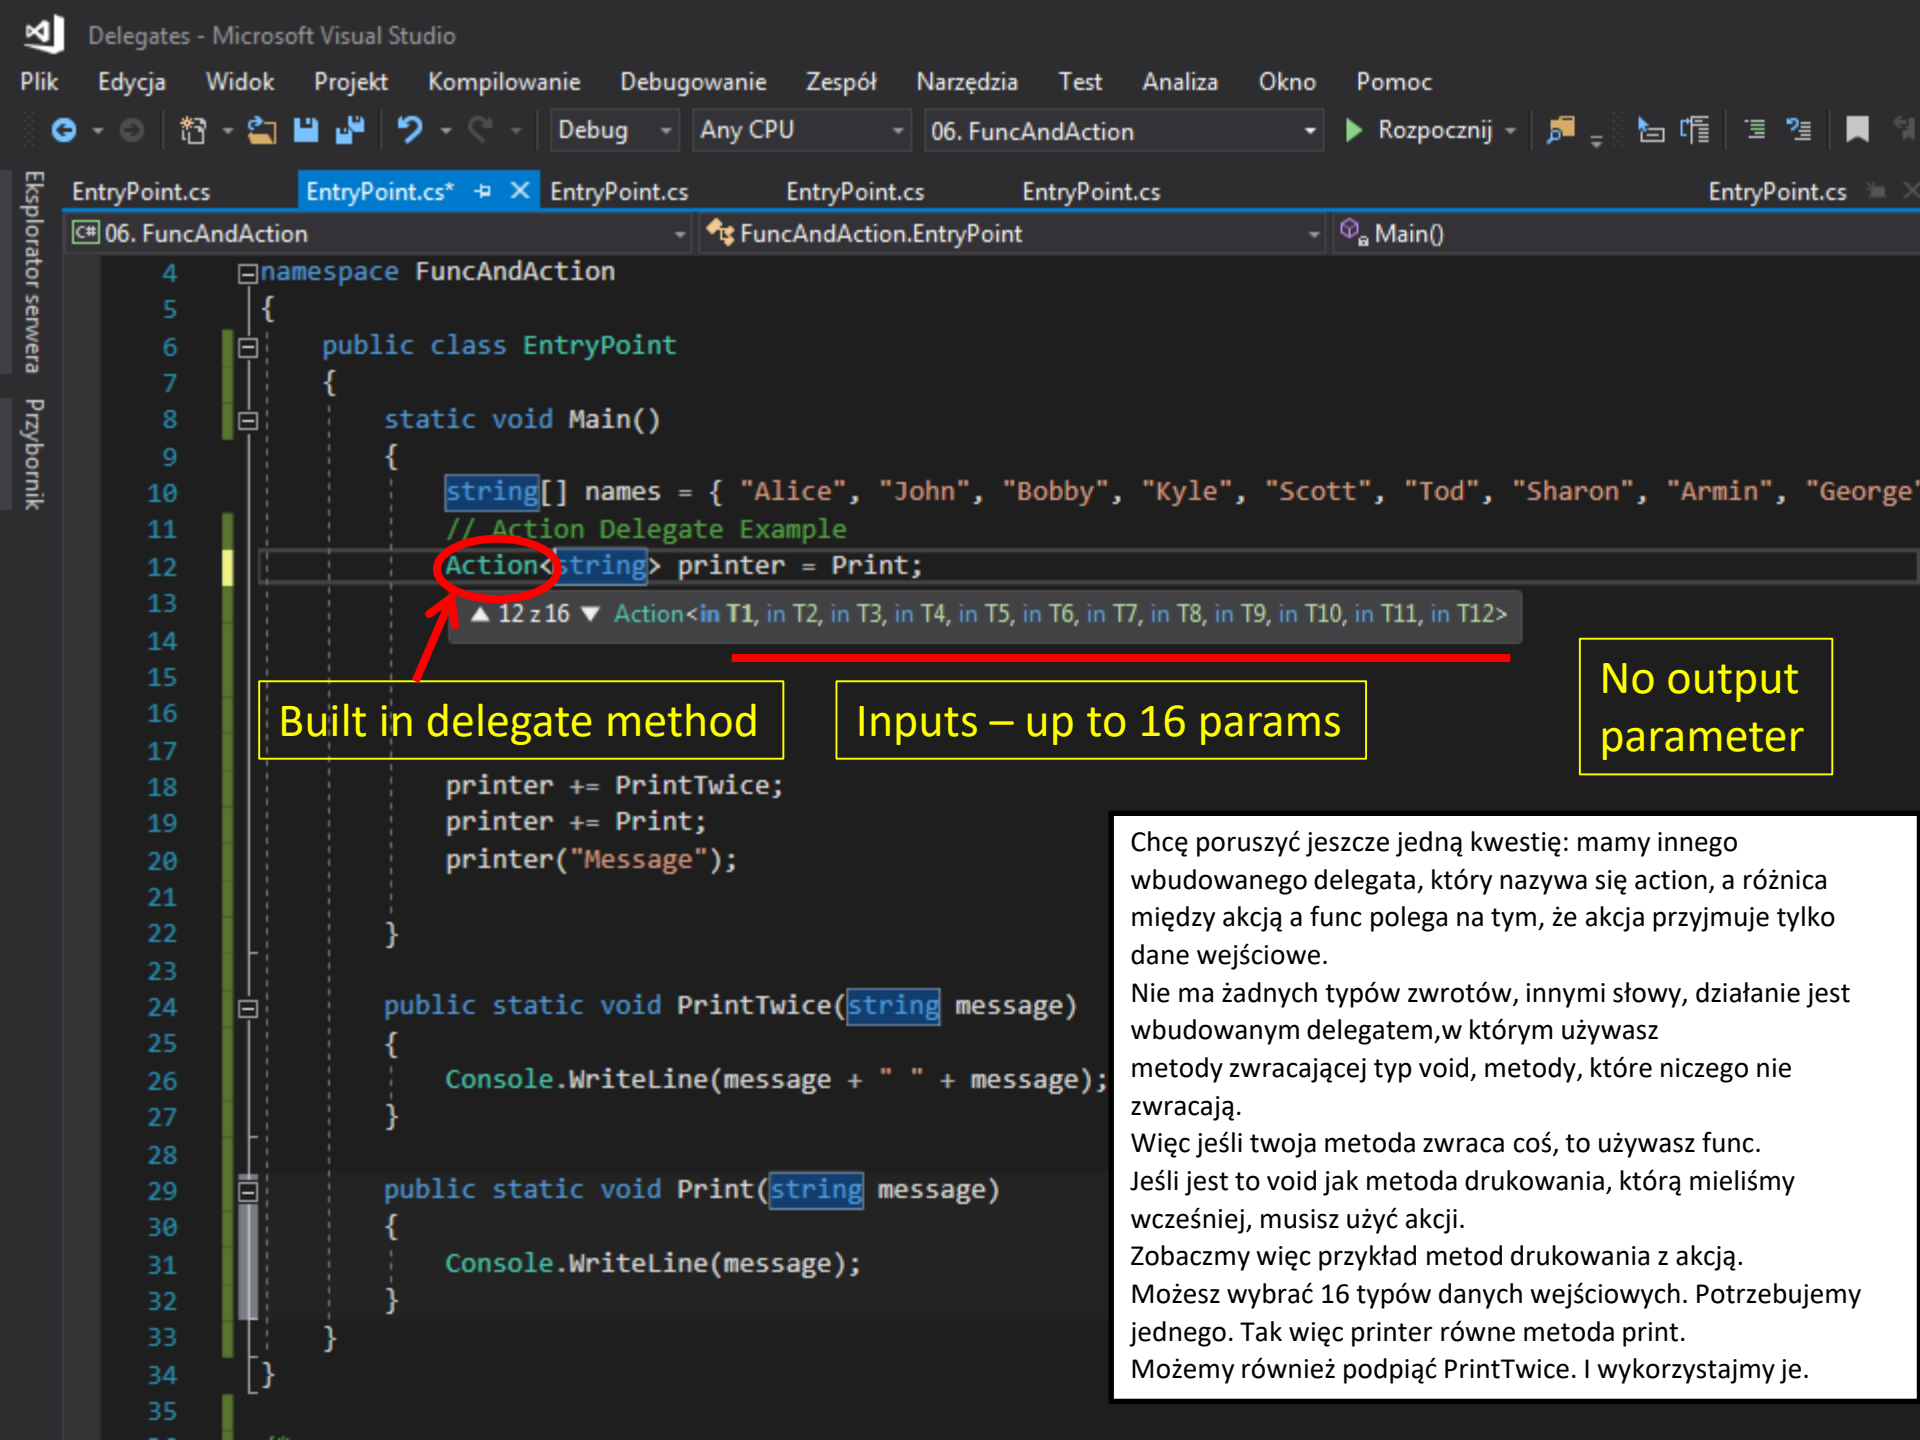 Delegates - Microsoft Visual Studio
Plik Edycja Widok Projekt Kompilowanie Debugowanie Zespół Narzędzia Test Analiza Okno Pomoc
Debug Any CPU 06. FuncAndAction Rozpocznij
Eksplorator serwera
Przybornik
EntryPoint.cs EntryPoint.cs* EntryPoint.cs EntryPoint.cs EntryPoint.cs EntryPoint.cs
C# 06. FuncAndAction FuncAndAction.EntryPoint Main()
4 namespace FuncAndAction
5 {
6 public class EntryPoint
7 {
8 static void Main()
9 {
10 string[] names = { "Alice", "John", "Bobby", "Kyle", "Scott", "Tod", "Sharon", "Armin", "George"
11 // Action Delegate Example
12 Action<string> printer = Print;
13 ▲ 12 z 16 ▼ Action<in T1, in T2, in T3, in T4, in T5, in T6, in T7, in T8, in T9, in T10, in T11, in T12>
14
15
16
17
Built in delegate method
Inputs – up to 16 params
No output
parameter
18 printer += PrintTwice;
19 printer += Print;
20 printer("Message");
21
22 }
23
24 public static void PrintTwice(string message)
25 {
26 Console.WriteLine(message + " " + message);
27 }
28
29 public static void Print(string message)
30 {
31 Console.WriteLine(message);
32 }
33 }
34 }
35
Chcę poruszyć jeszcze jedną kwestię: mamy innego
wbudowanego delegata, który nazywa się action, a różnica
między akcją a func polega na tym, że akcja przyjmuje tylko
dane wejściowe.
Nie ma żadnych typów zwrotów, innymi słowy, działanie jest
wbudowanym delegatem,w którym używasz
metody zwracającej typ void, metody, które niczego nie
zwracają.
Więc jeśli twoja metoda zwraca coś, to używasz func.
Jeśli jest to void jak metoda drukowania, którą mieliśmy
wcześniej, musisz użyć akcji.
Zobaczmy więc przykład metod drukowania z akcją.
Możesz wybrać 16 typów danych wejściowych. Potrzebujemy
jednego. Tak więc printer równe metoda print.
Możemy również podpiąć PrintTwice. I wykorzystajmy je.